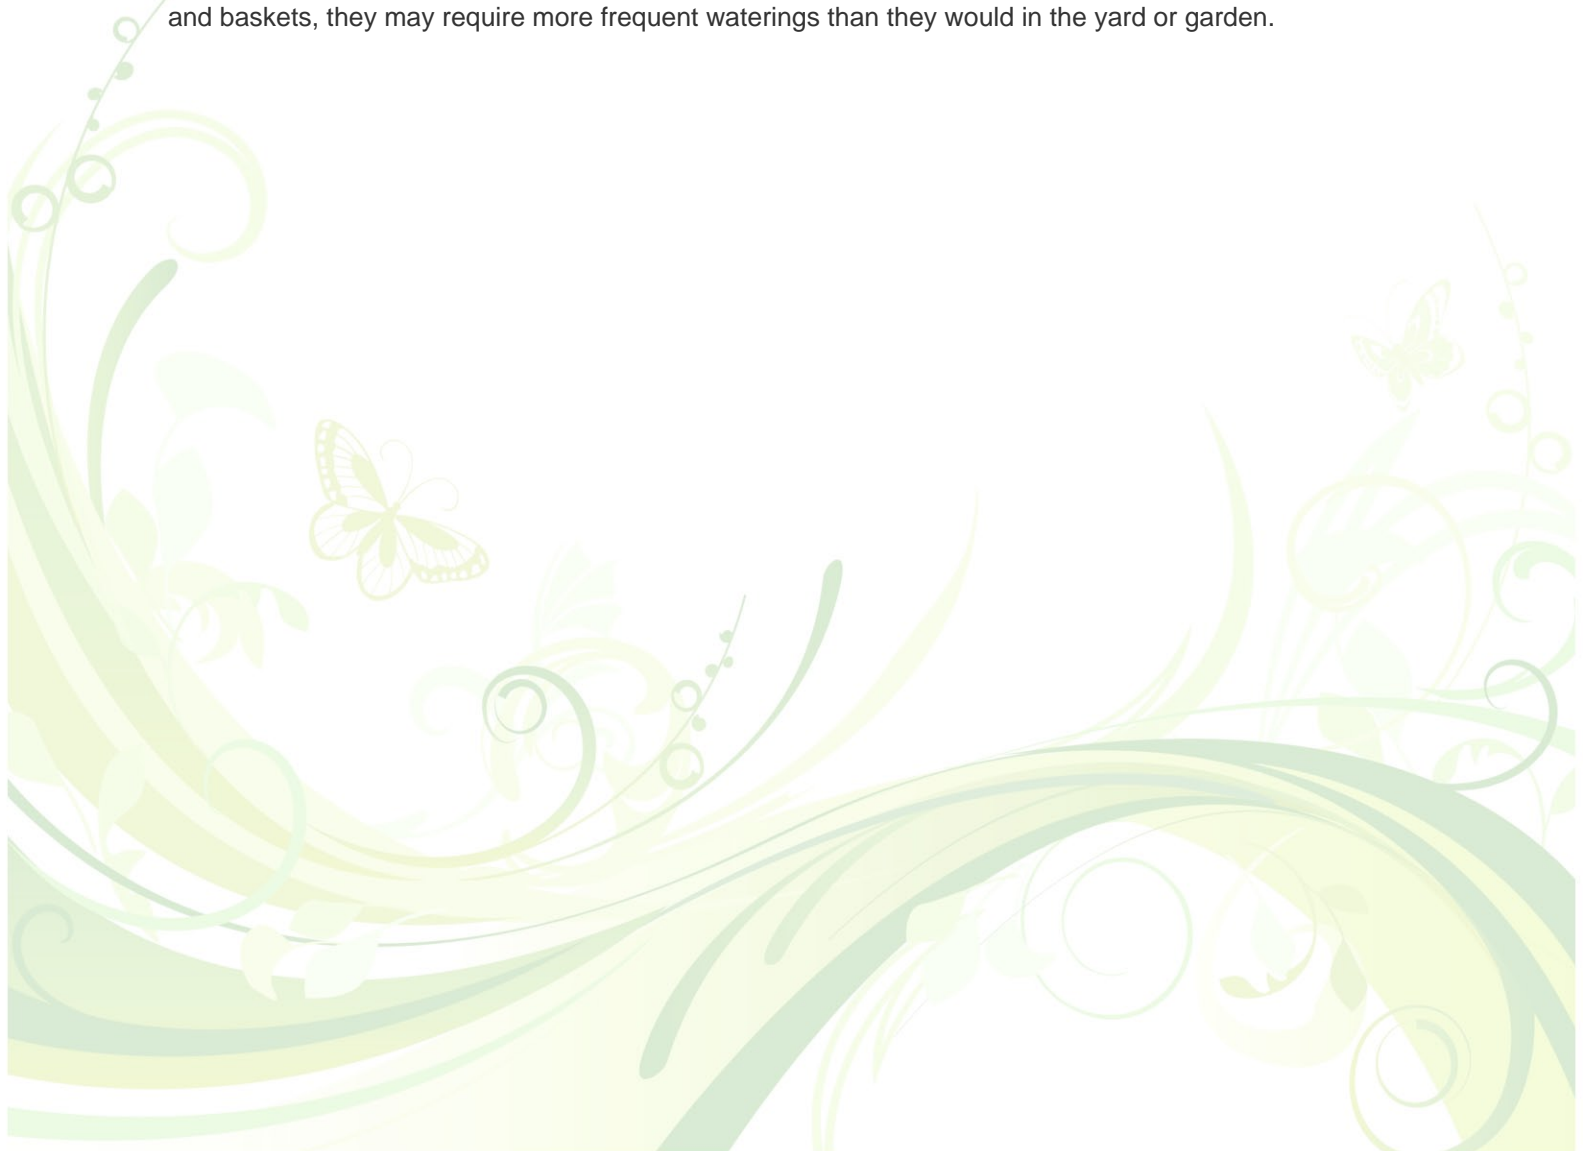 and baskets, they may require more frequent waterings than they would in the yard or garden.